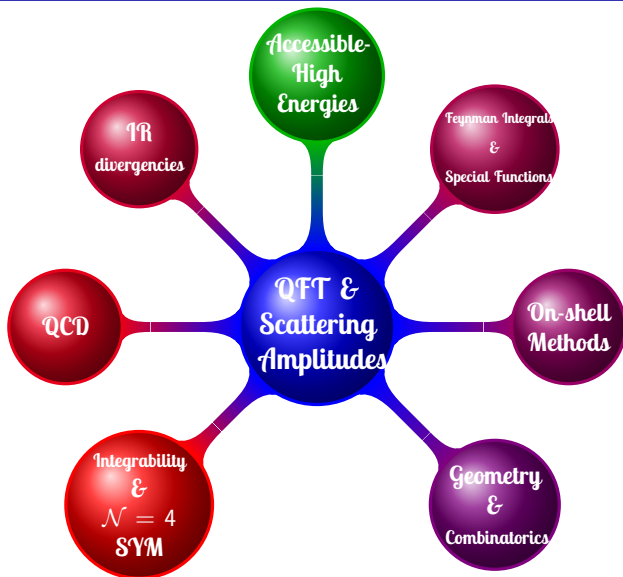 Accessible-
High
Energies
IR
divergencies
Feynman Integrals
&
Special Functions
QFT &
Scattering
Amplitudes
QCD
On-shell
Methods
Integrability
&
𝒩 = 4
SYM
Geometry
&
Combinatorics